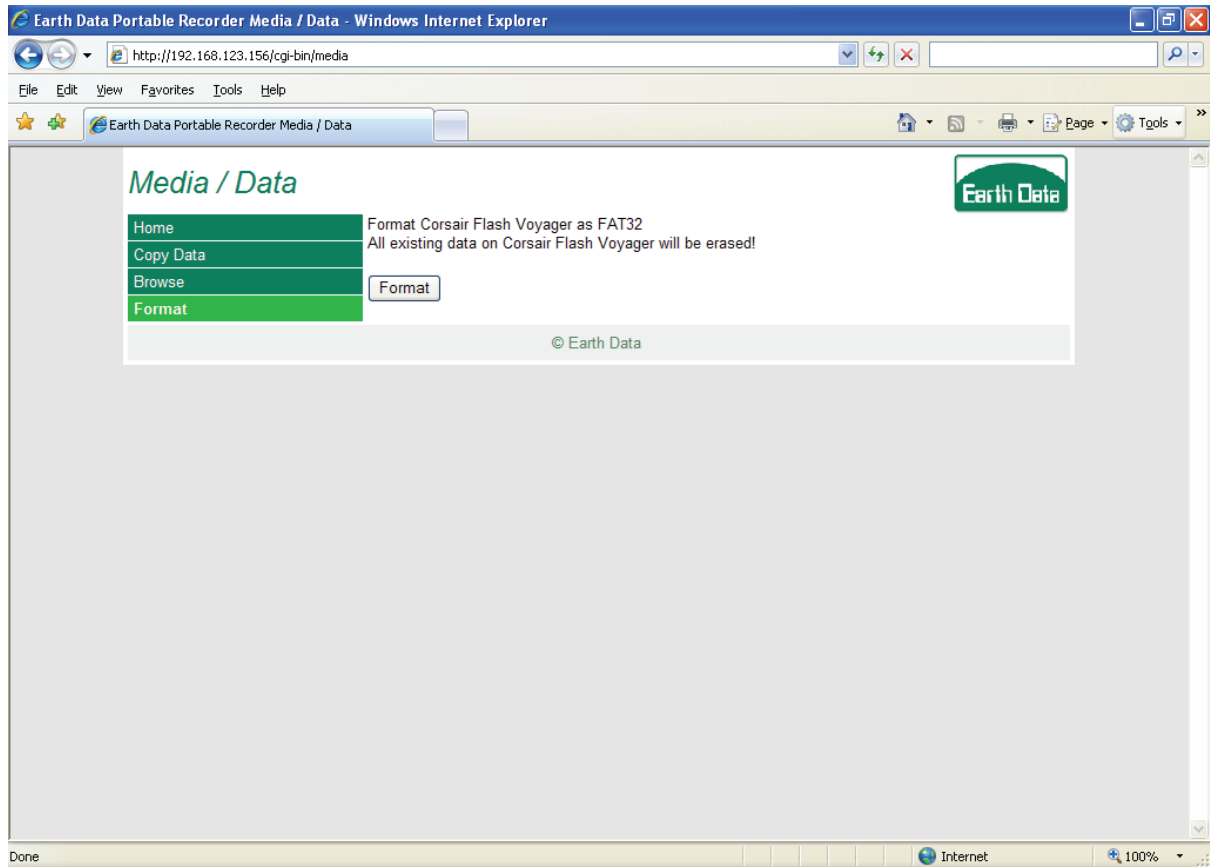 Earth Data Portable Recorder Media / Data - Windows Internet Explorer
http://192.168.123.156/cgi-bin/media
File Edit View Favorites Tools Help
Earth Data Portable Recorder Media / Data
Page Tools »
Media / Data
Earth Data
Home
Copy Data
Browse
Format
Format Corsair Flash Voyager as FAT32
All existing data on Corsair Flash Voyager will be erased!
Format
© Earth Data
Done
Internet
100%